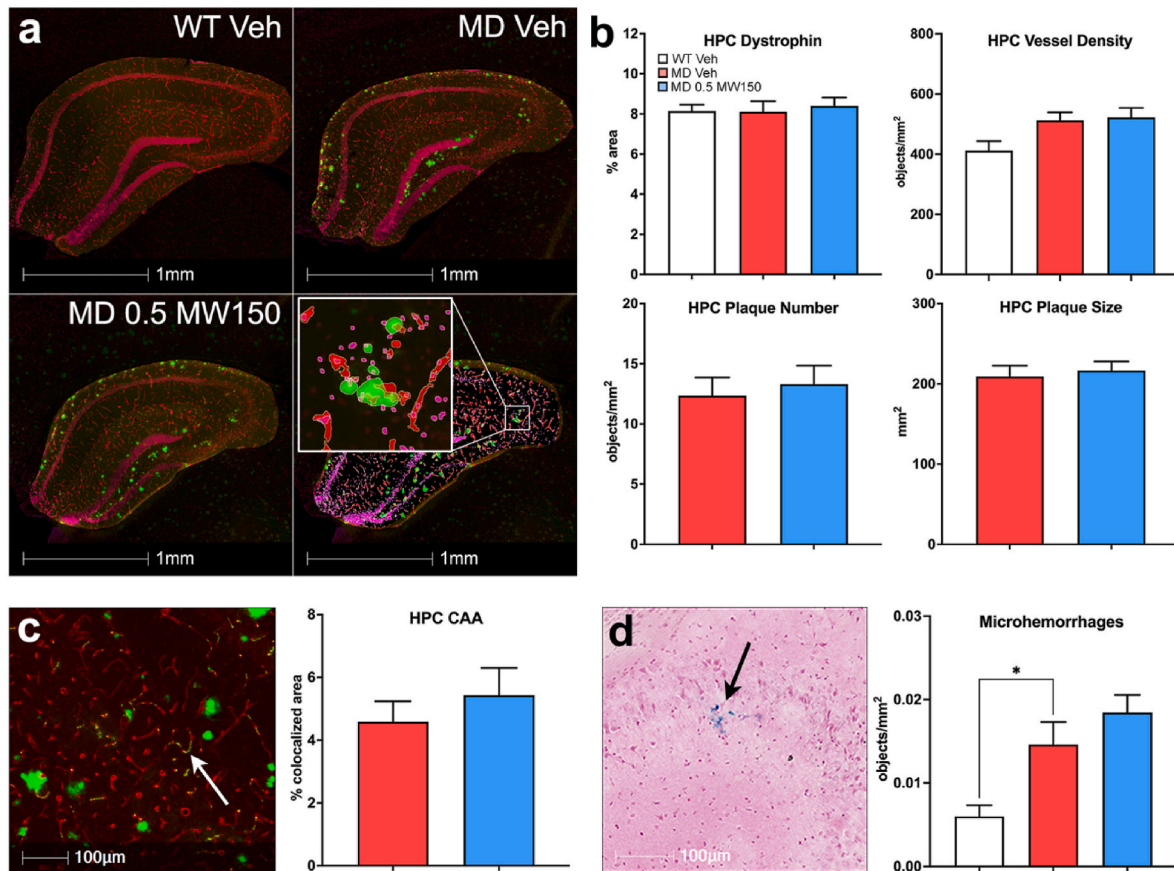 a
WT Veh
MD Veh
1mm
1mm
MD 0.5 MW150
1mm
1mm
b
HPC Dystrophin
WT Veh
MD Veh
MD 0.5 MW150
% area
12
10
8
6
4
2
0
HPC Vessel Density
objects/mm²
800
600
400
200
0
HPC Plaque Number
objects/mm²
20
15
10
5
0
HPC Plaque Size
mm²
300
200
100
0
c
100μm
HPC CAA
% colocalized area
8
6
4
2
0
d
100μm
Microhemorrhages
objects/mm²
0.03
0.02
0.01
0.00
*